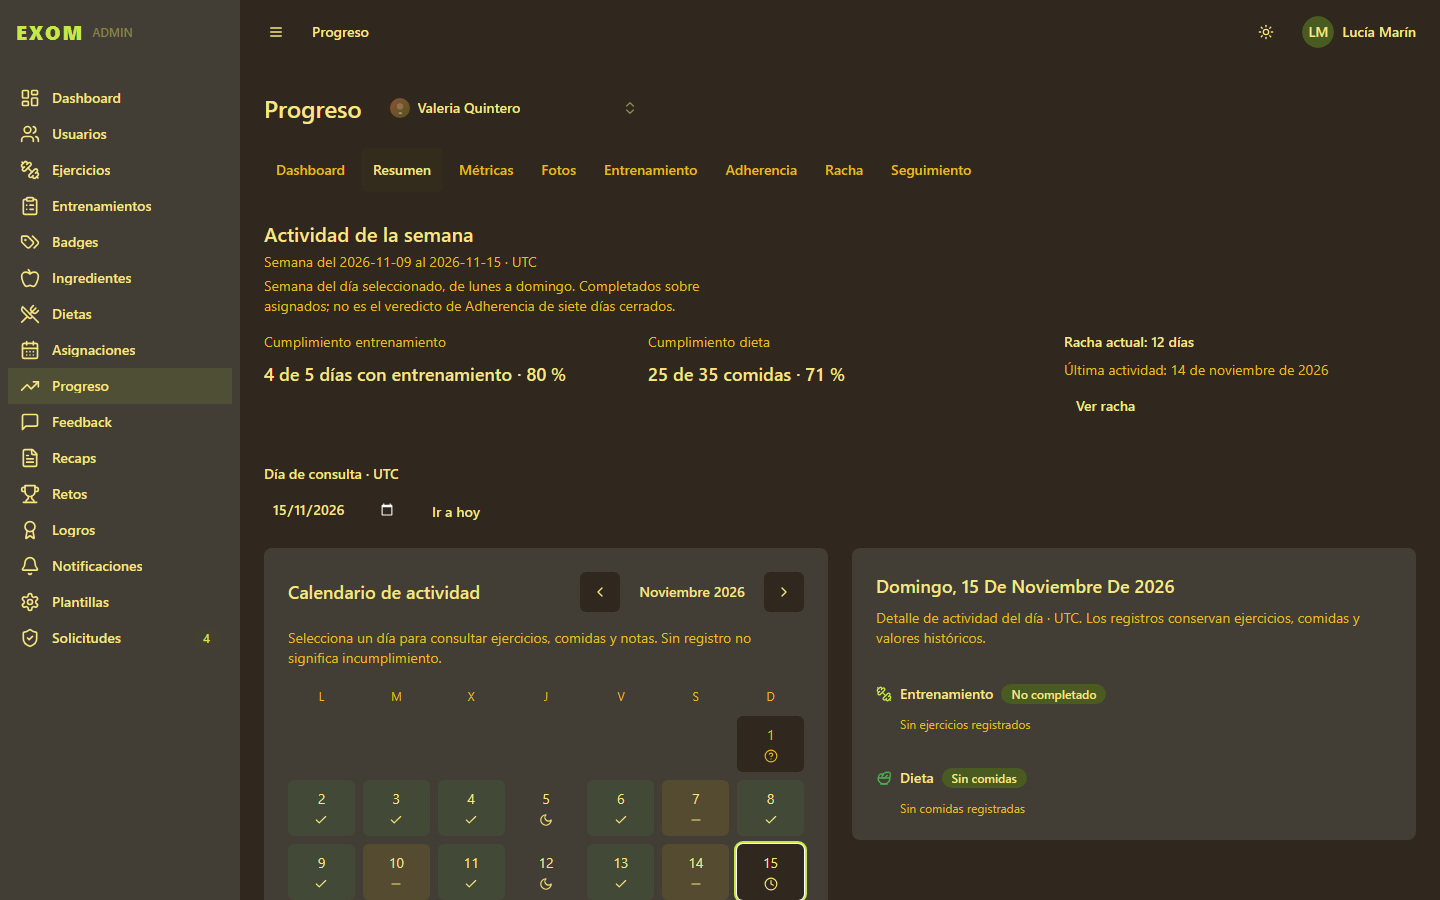 EXOM ADMIN
Progreso
LM Lucía Marín
Dashboard
Usuarios
Ejercicios
Entrenamientos
Badges
Ingredientes
Dietas
Asignaciones
Progreso
Feedback
Recaps
Retos
Logros
Notificaciones
Plantillas
Solicitudes 4
Progreso Valeria Quintero
Dashboard Resumen Métricas Fotos Entrenamiento Adherencia Racha Seguimiento
Actividad de la semana
Semana del 2026-11-09 al 2026-11-15 · UTC
Semana del día seleccionado, de lunes a domingo. Completados sobre
asignados; no es el veredicto de Adherencia de siete días cerrados.
Cumplimiento entrenamiento
4 de 5 días con entrenamiento · 80 %
Cumplimiento dieta
25 de 35 comidas · 71 %
Racha actual: 12 días
Última actividad: 14 de noviembre de 2026
Ver racha
Día de consulta · UTC
15/11/2026 Ir a hoy
Calendario de actividad Noviembre 2026
Selecciona un día para consultar ejercicios, comidas y notas. Sin registro no
significa incumplimiento.
L M X J V S D
1
2 3 4 5 6 7 8
9 10 11 12 13 14 15
Domingo, 15 De Noviembre De 2026
Detalle de actividad del día · UTC. Los registros conservan ejercicios, comidas y
valores históricos.
Entrenamiento No completado
Sin ejercicios registrados
Dieta Sin comidas
Sin comidas registradas